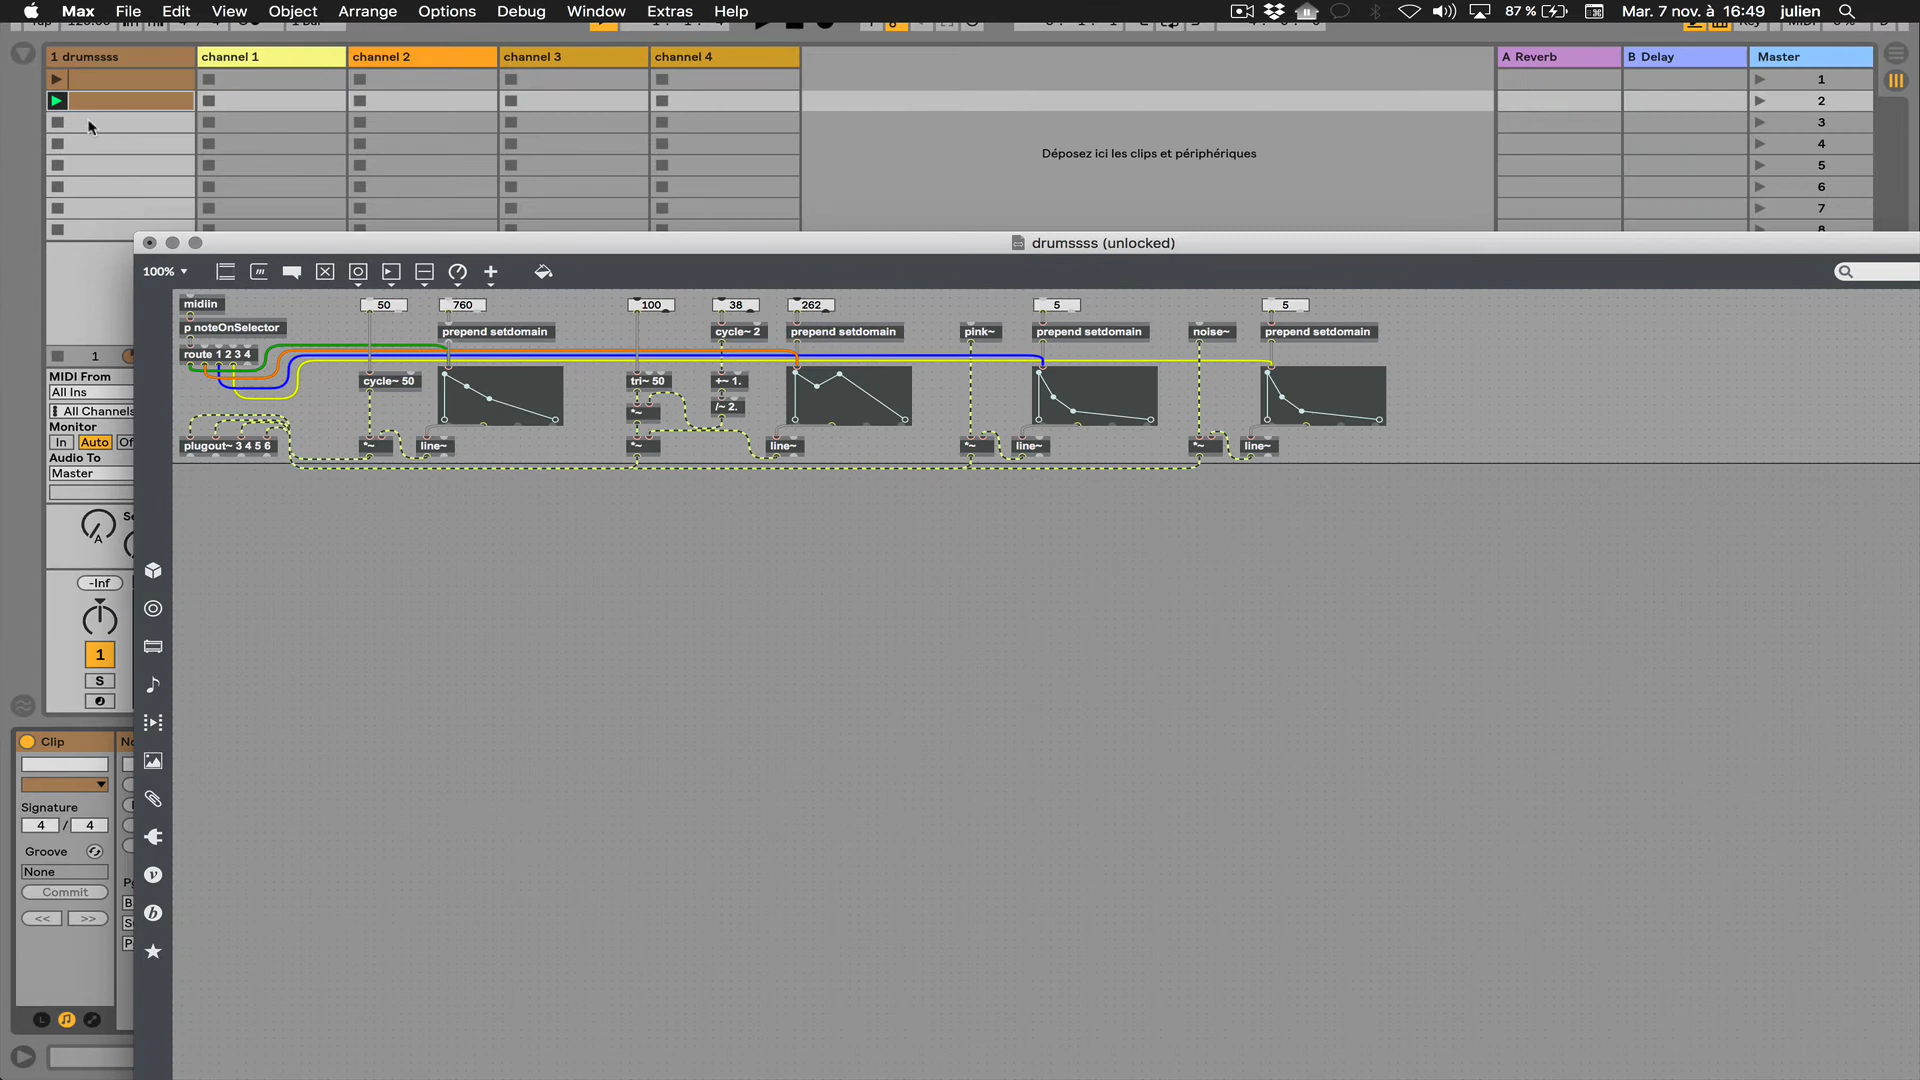 Max File Edit View Object Arrange Options Debug Window Extras Help 87 % Mar. 7 nov. à 16:49 julien
1 drumssss channel 1 channel 2 channel 3 channel 4 A Reverb B Delay Master
1
2
3
Déposez ici les clips et périphériques
4
5
6
7
8
drumssss (unlocked)
100%
midiin 50 760 100 38 262 5 5
p noteOnSelector prepend setdomain cycle~ 2 prepend setdomain pink~ prepend setdomain noise~ prepend setdomain
route 1 2 3 4
1
MIDI From
All Ins
All Channels
Monitor
In Auto
Audio To
Master
cycle~ 50 tri~ 50 +~ 1.
*~ /~ 2.
plugout~ 3 4 5 6 *~ line~ *~ line~ *~ line~ *~ line~
A
-Inf
1
S
Clip
Signature
4 / 4
Groove
None
Commit
<< >>